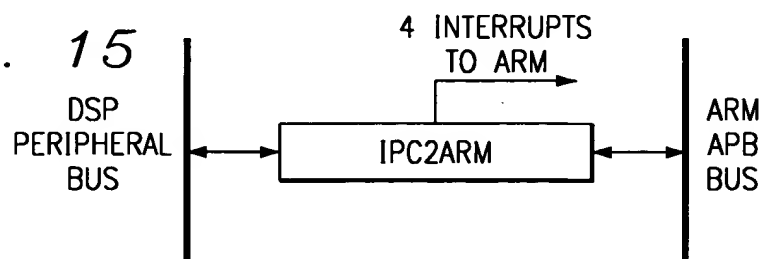 . 15
4 INTERRUPTS
TO ARM
DSP
PERIPHERAL
BUS
IPC2ARM
ARM
APB
BUS